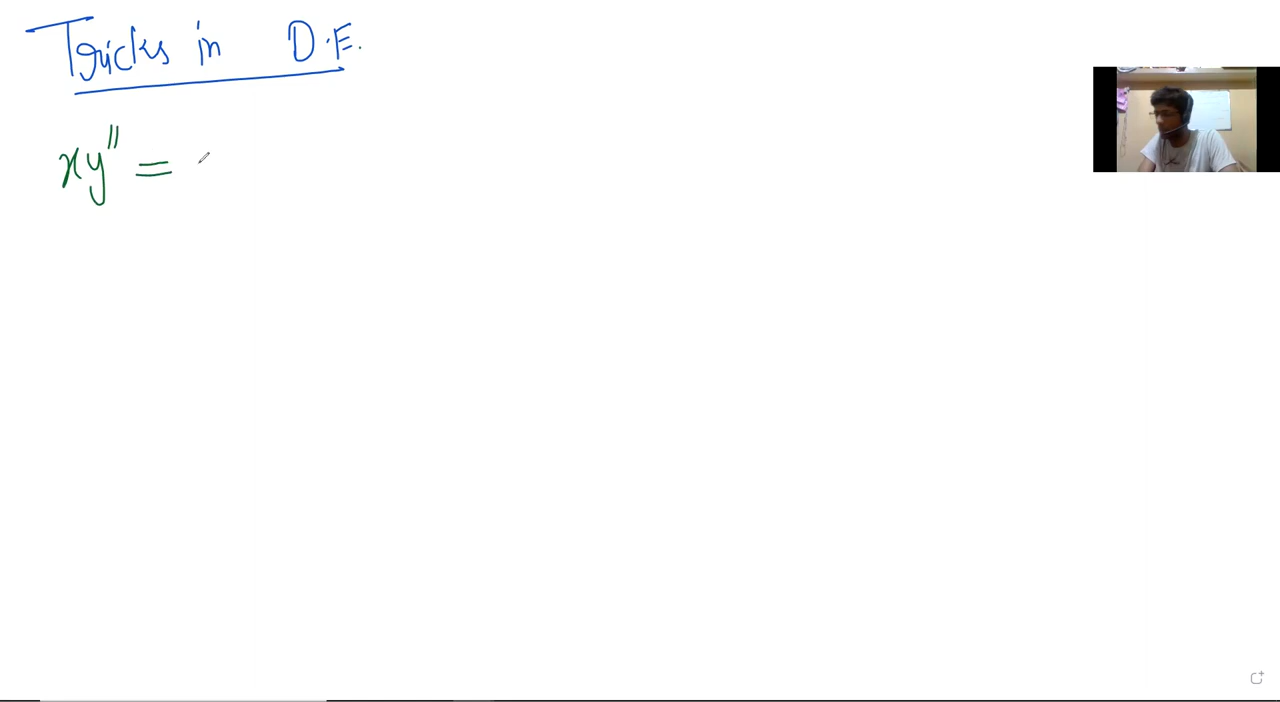 Tricks in D.E.
xy'' =